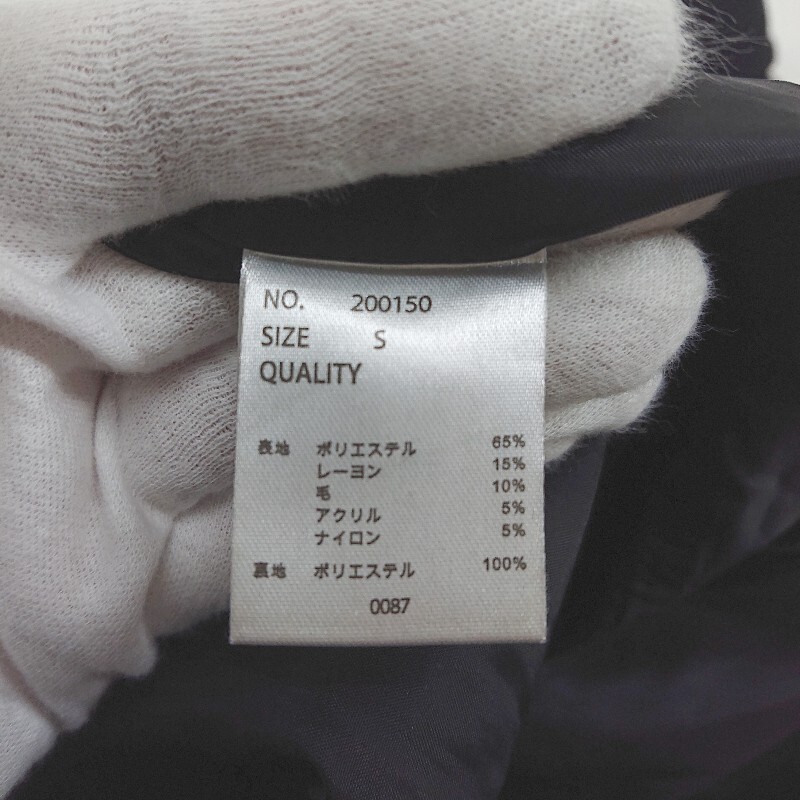 NO. 200150
SIZE S
QUALITY
表地 ポリエステル 65%
レーヨン 15%
毛 10%
アクリル 5%
ナイロン 5%
裏地 ポリエステル 100%
0087